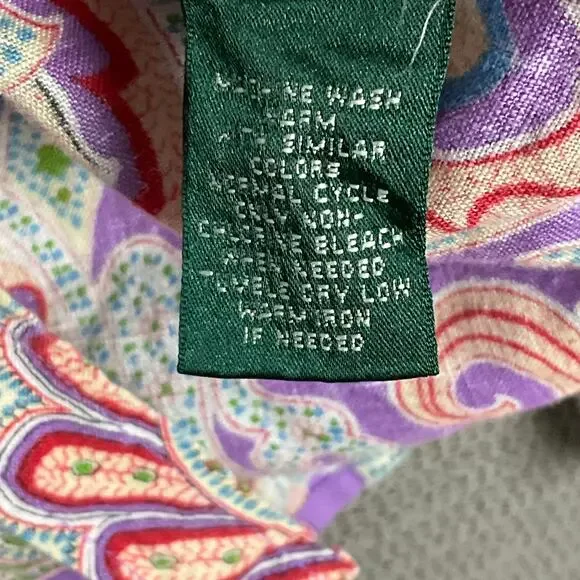 MACHINE WASH
WARM
WITH SIMILAR
COLORS
NORMAL CYCLE
ONLY NON-
CHLORINE BLEACH
WHEN NEEDED
TUMBLE DRY LOW
WARM IRON
IF NEEDED